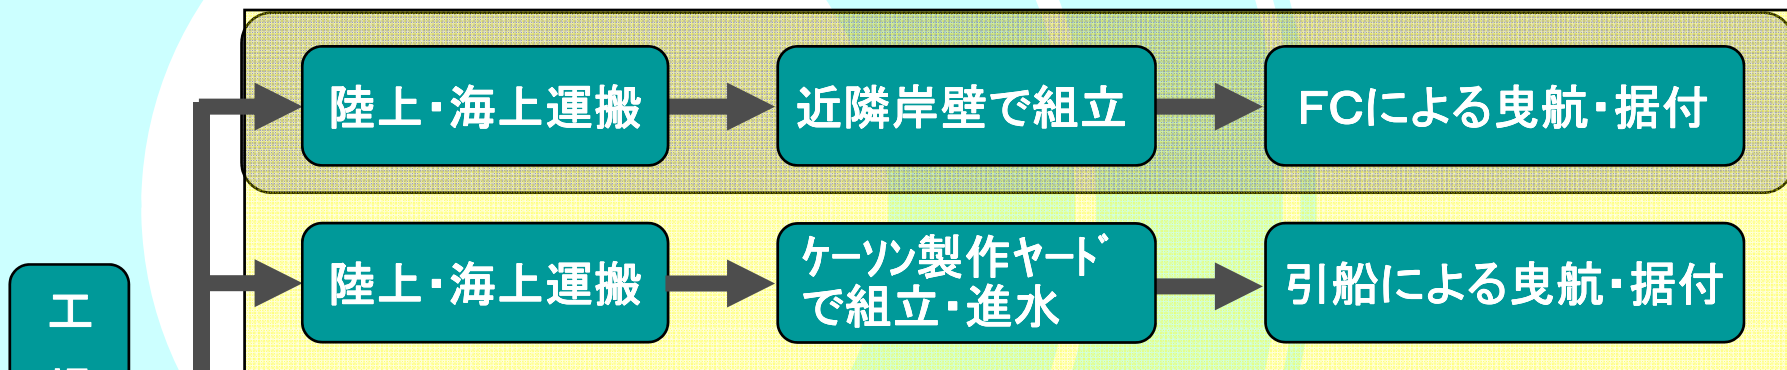 陸上・海上運搬
近隣岸壁で組立
FCによる曳航・据付
陸上・海上運搬
ｹｰｿﾝ製作ﾔｰﾄﾞ
で組立・進水
引船による曳航・据付
工